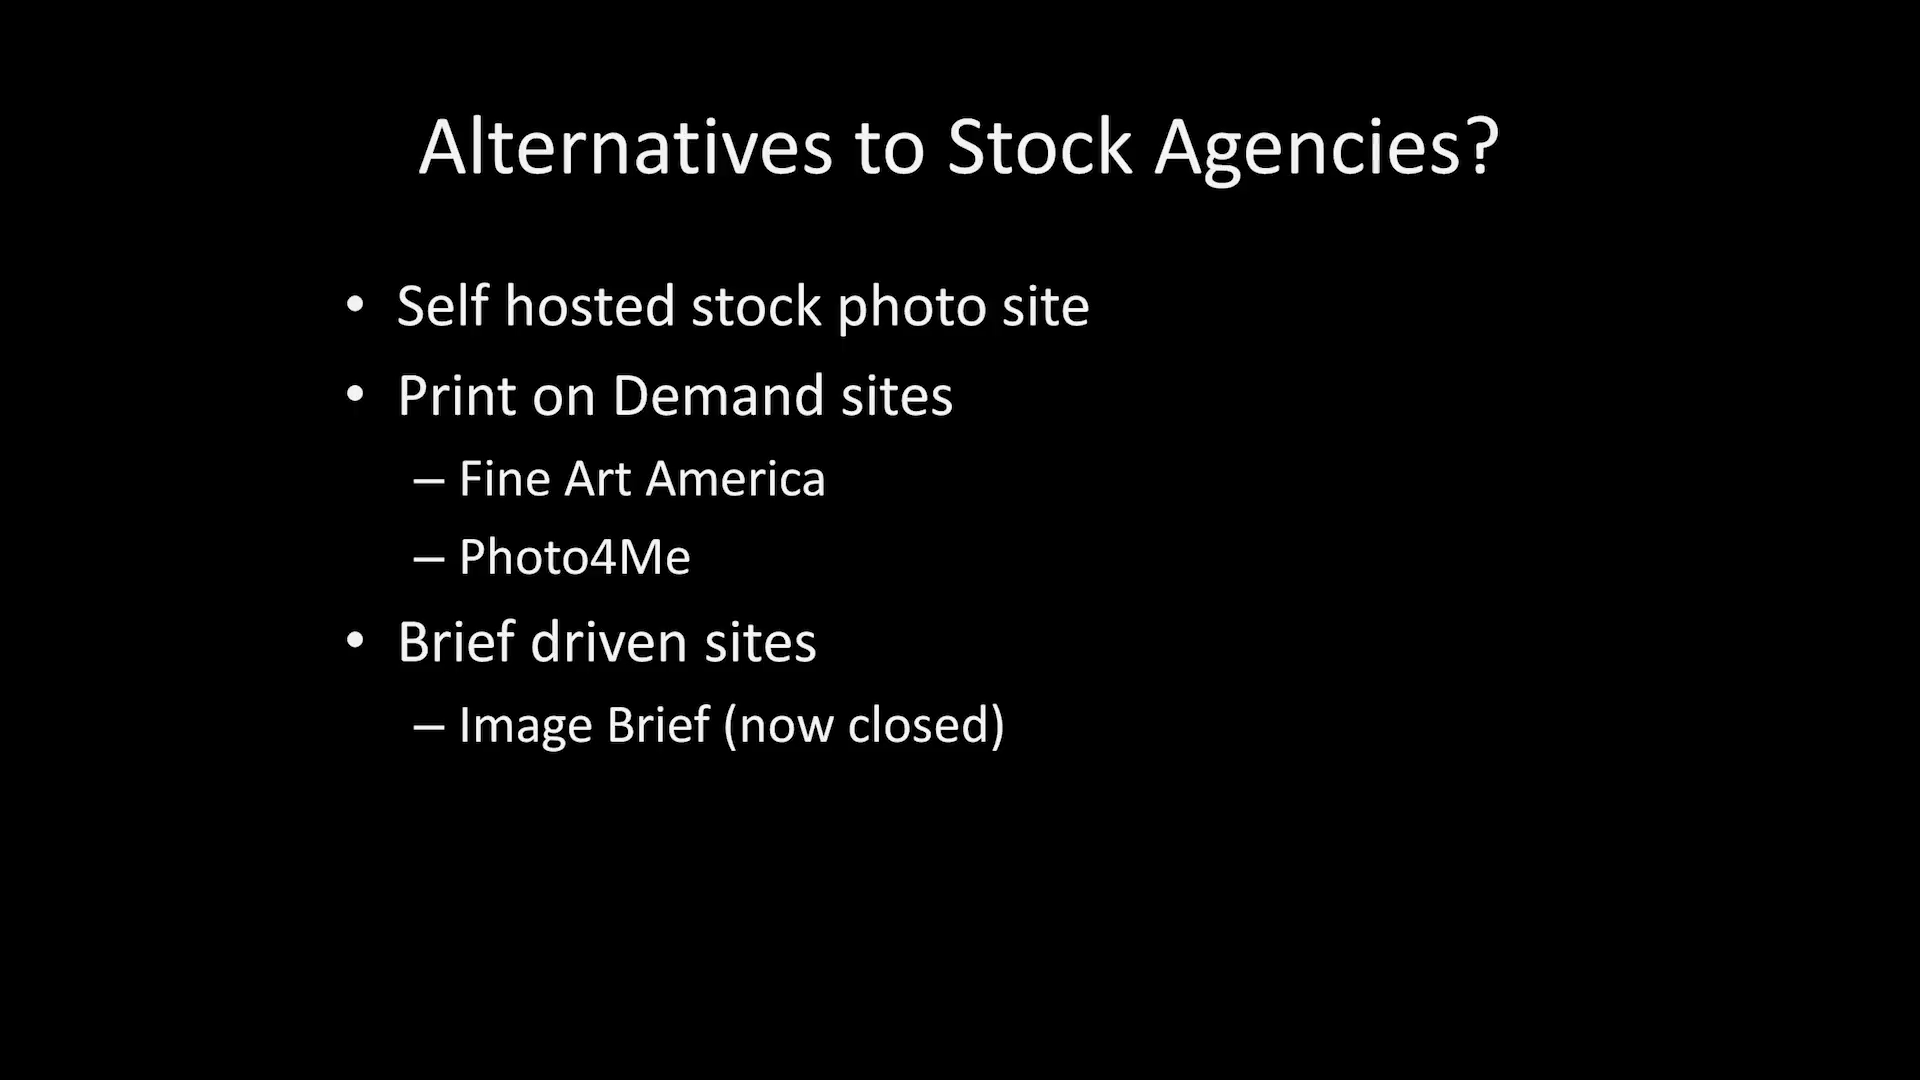 Alternatives to Stock Agencies?
• Self hosted stock photo site
• Print on Demand sites
– Fine Art America
– Photo4Me
• Brief driven sites
– Image Brief (now closed)